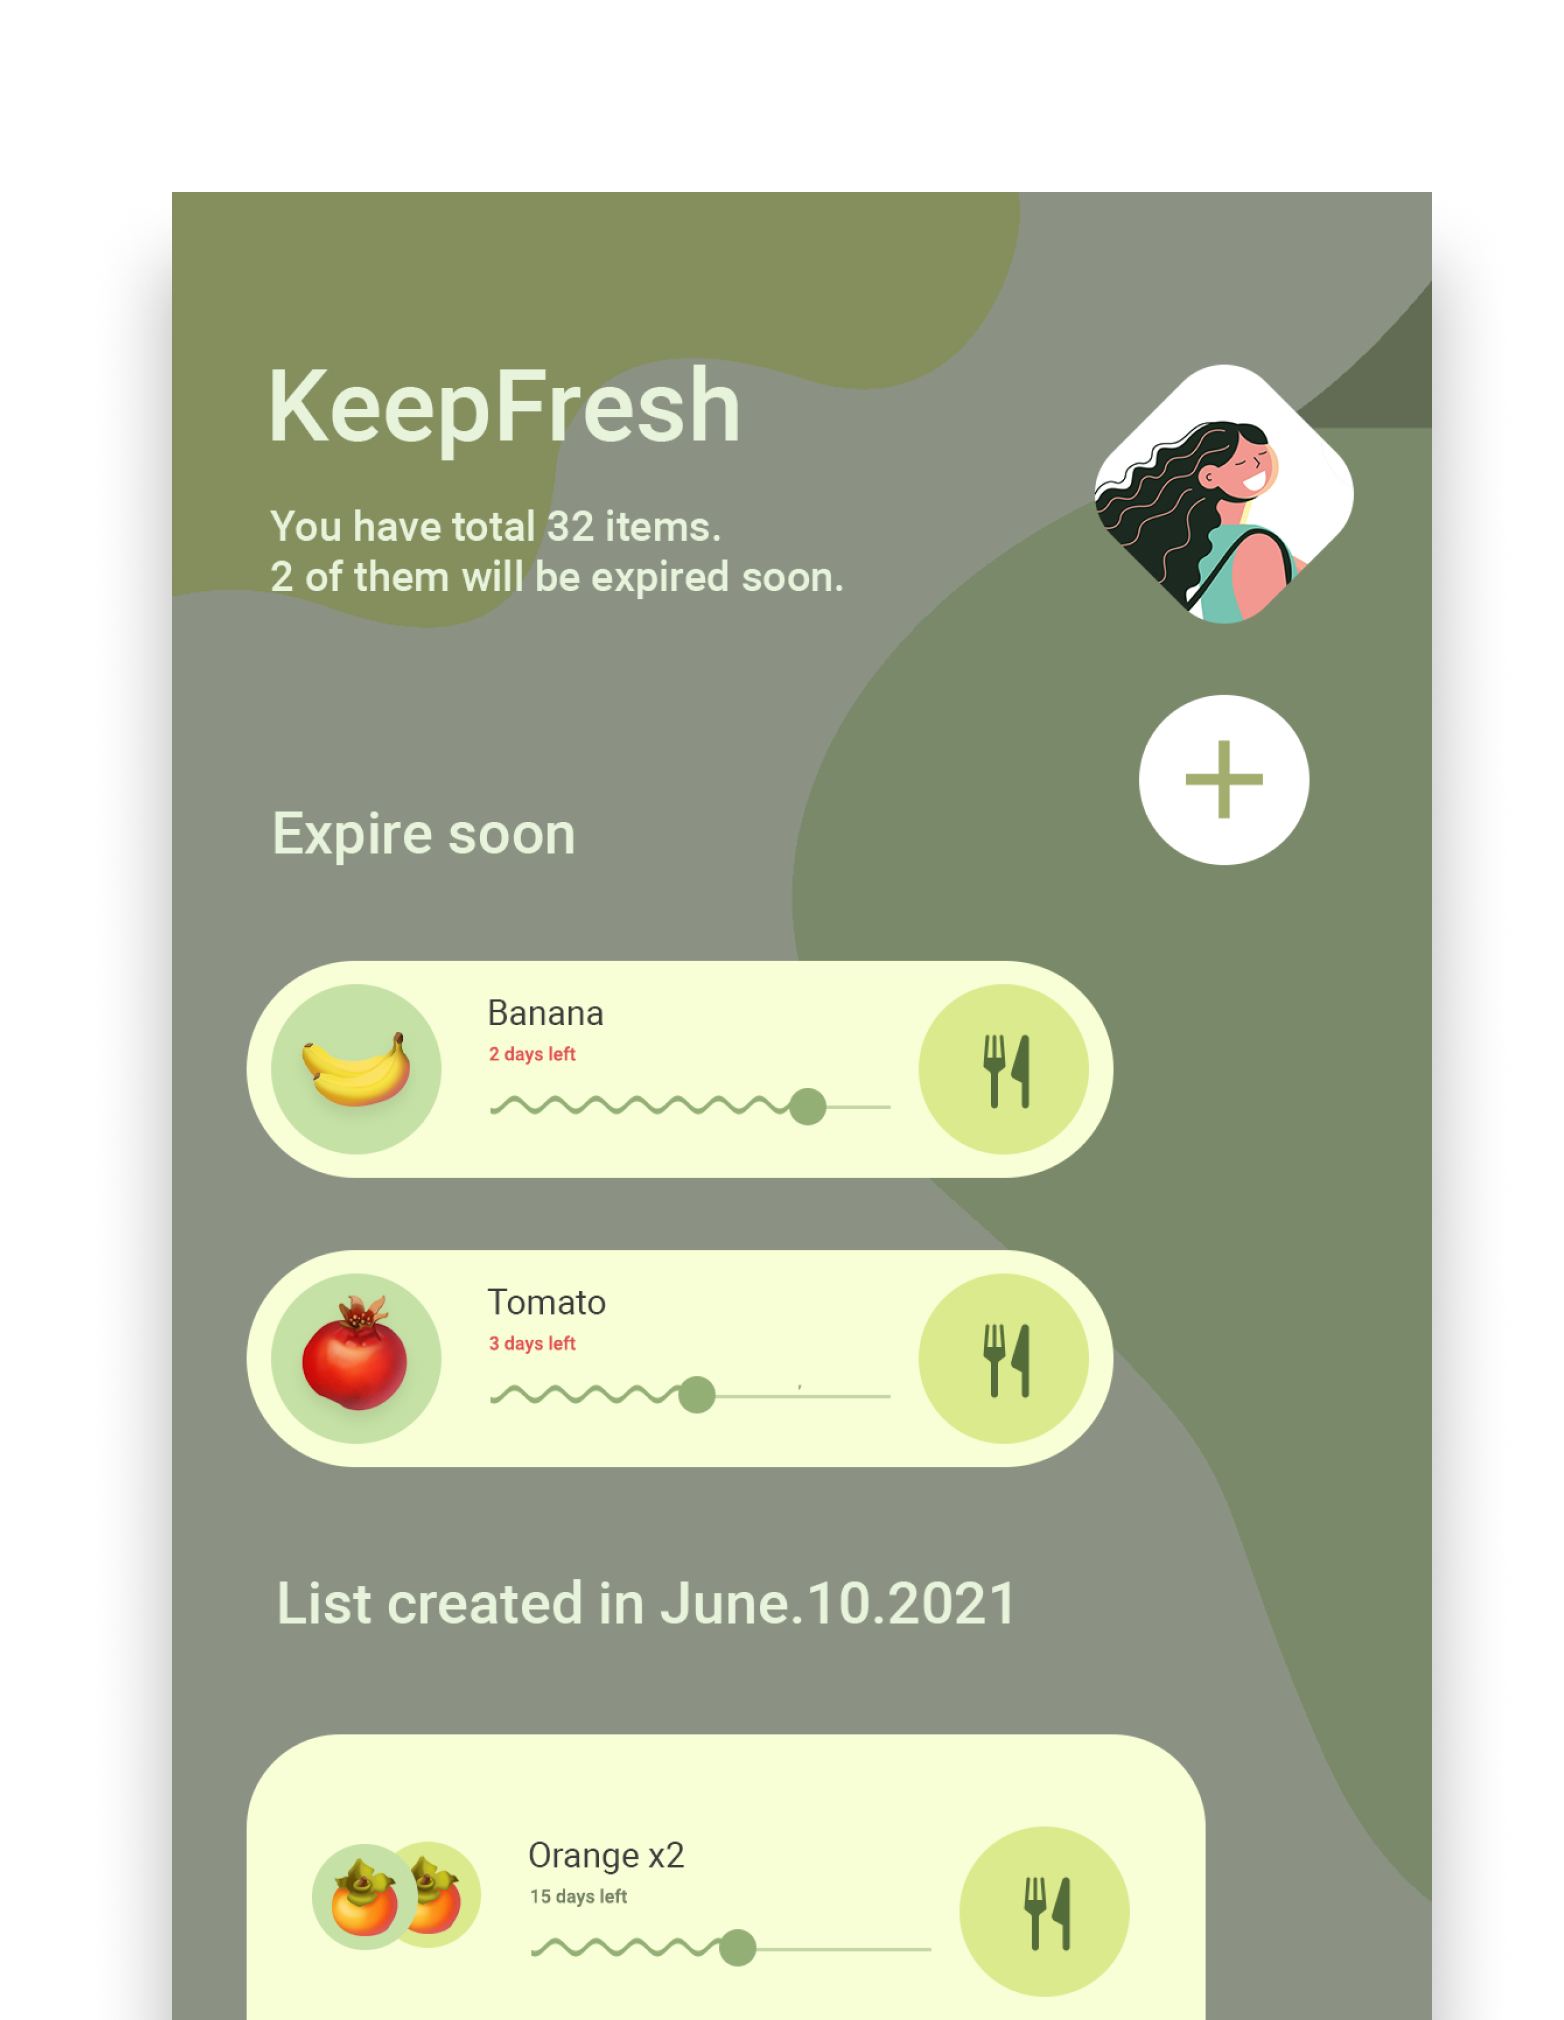 KeepFresh
You have total 32 items.
2 of them will be expired soon.
Expire soon
Banana
2 days left
Tomato
3 days left
List created in June.10.2021
Orange x2
15 days left